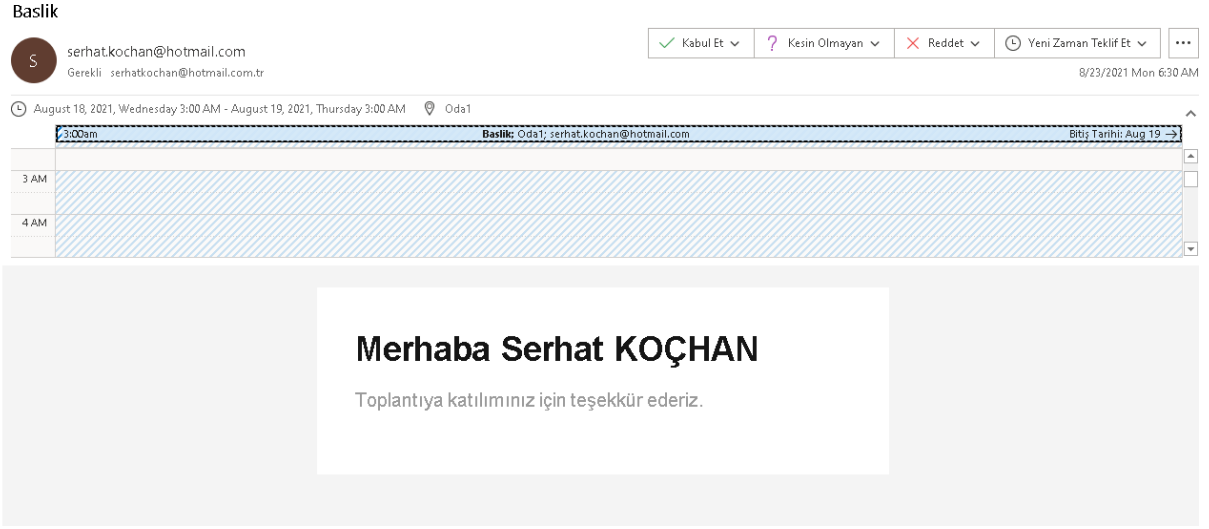 Baslik
S
serhat.kochan@hotmail.com
Gerekli serhatkochan@hotmail.com.tr
Kabul Et
? Kesin Olmayan
Reddet
Yeni Zaman Teklif Et
...
8/23/2021 Mon 6:30 AM
August 18, 2021, Wednesday 3:00 AM - August 19, 2021, Thursday 3:00 AM Oda1
3:00am Baslik; Oda1; serhat.kochan@hotmail.com Bitiş Tarihi: Aug 19 →
3 AM
4 AM
Merhaba Serhat KOÇHAN
Toplantıya katılımınız için teşekkür ederiz.